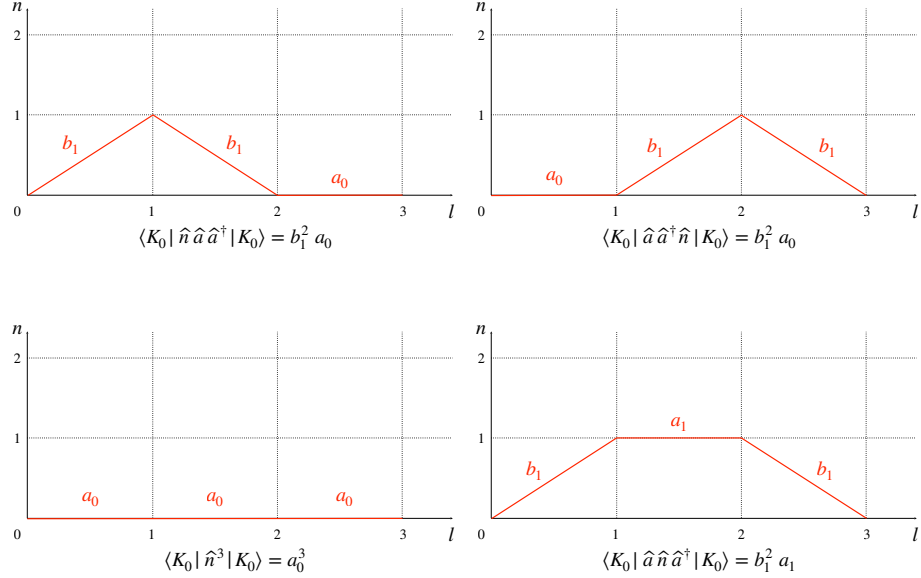 n
2
1
b₁ b₁ a₀
0 1 2 3 l
⟨K₀| n̂ â â† |K₀⟩ = b₁² a₀
n
2
1
a₀ b₁ b₁
0 1 2 3 l
⟨K₀| â â† n̂ |K₀⟩ = b₁² a₀
n
2
1
a₀ a₀ a₀
0 1 2 3 l
⟨K₀| n̂³ |K₀⟩ = a₀³
n
2
1
a₁
b₁ b₁
0 1 2 3 l
⟨K₀| â n̂ â† |K₀⟩ = b₁² a₁